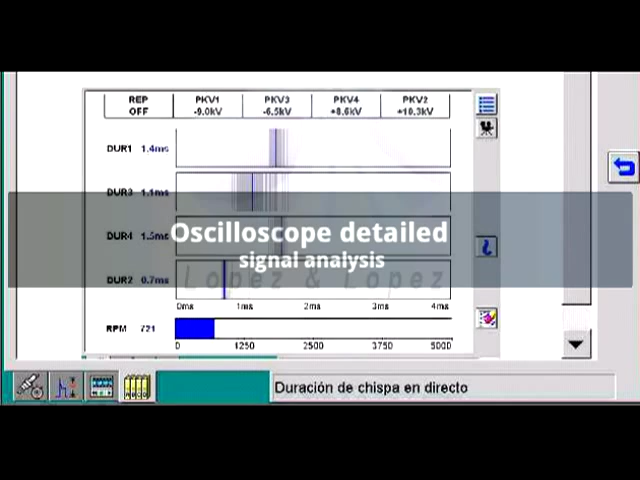 REP PKV1 PKV3 PKV4 PKV2
OFF -9.0kV -6.5kV +8.6kV +10.3kV
DUR1 1.4ms
DUR3 1.1ms
Oscilloscope detailed
DUR4 1.5ms
signal analysis
DUR2 0.7ms
Lopez & Lopez
0ms 1ms 2ms 3ms 4ms
RPM 721
0 1250 2500 3750 5000
Duración de chispa en directo